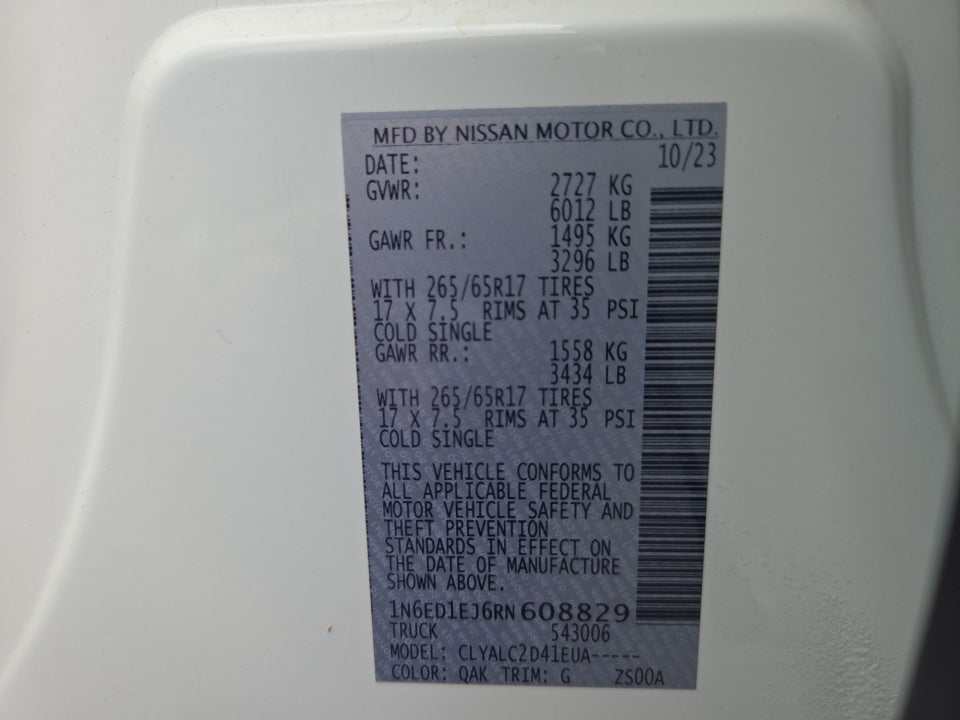 MFD BY NISSAN MOTOR CO., LTD.
DATE: 10/23
GVWR: 2727 KG
6012 LB
GAWR FR.: 1495 KG
3296 LB
WITH 265/65R17 TIRES
17 X 7.5 RIMS AT 35 PSI
COLD SINGLE
GAWR RR.: 1558 KG
3434 LB
WITH 265/65R17 TIRES
17 X 7.5 RIMS AT 35 PSI
COLD SINGLE
THIS VEHICLE CONFORMS TO
ALL APPLICABLE FEDERAL
MOTOR VEHICLE SAFETY AND
THEFT PREVENTION
STANDARDS IN EFFECT ON
THE DATE OF MANUFACTURE
SHOWN ABOVE.
1N6ED1EJ6RN608829
TRUCK 543006
MODEL: CLYALC2D41EUA-----
COLOR: QAK TRIM: G ZS00A